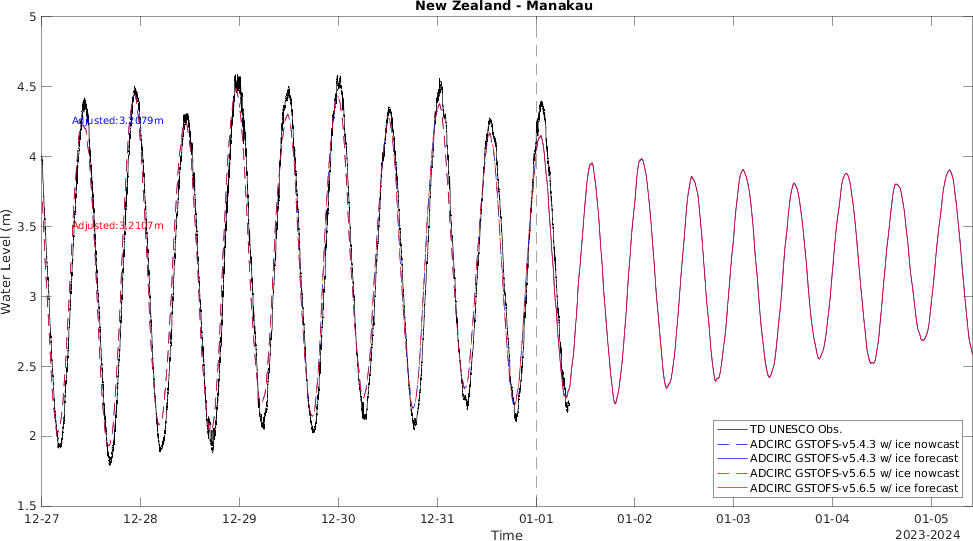 New Zealand - Manakau
5
4.5
4
3.5
3
2.5
2
1.5
Water Level (m)
Adjusted:3.2079m
Adjusted:3.2107m
TD UNESCO Obs.
ADCIRC GSTOFS-v5.4.3 w/ ice nowcast
ADCIRC GSTOFS-v5.4.3 w/ ice forecast
ADCIRC GSTOFS-v5.6.5 w/ ice nowcast
ADCIRC GSTOFS-v5.6.5 w/ ice forecast
12-27 12-28 12-29 12-30 12-31 01-01 01-02 01-03 01-04 01-05
Time
2023-2024